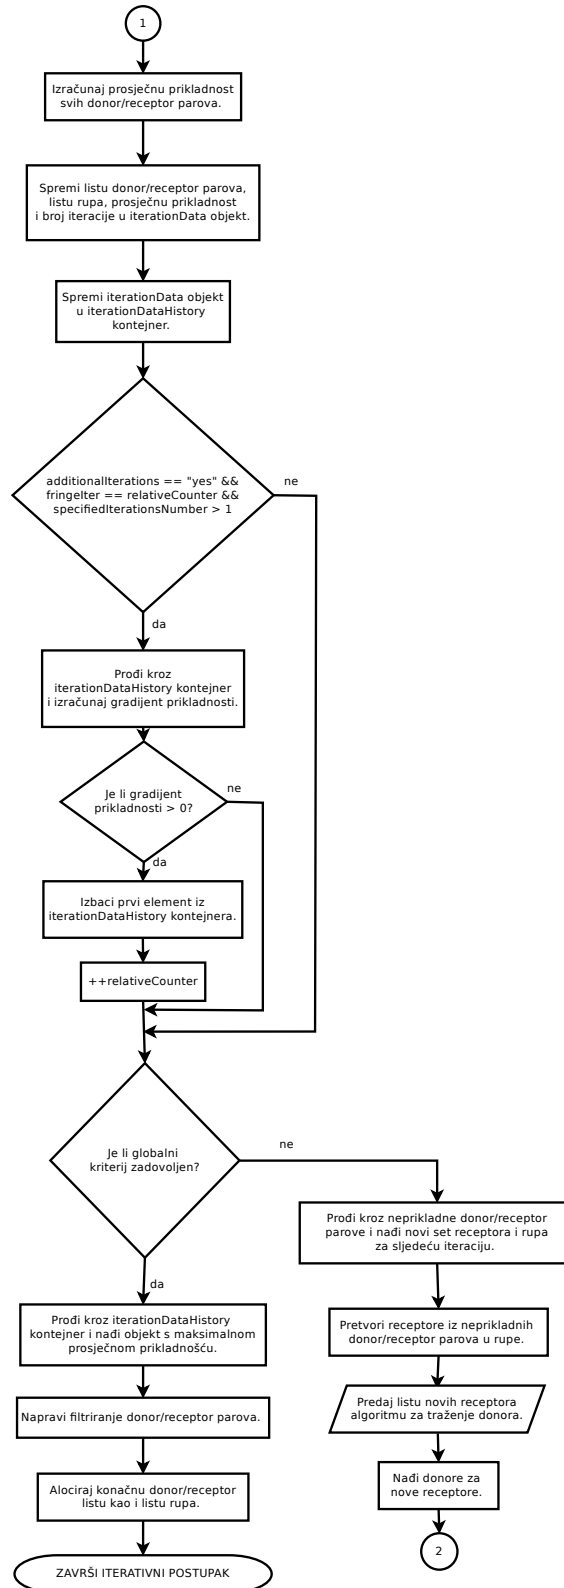 1
Izračunaj prosječnu prikladnost
svih donor/receptor parova.
Spremi listu donor/receptor parova,
listu rupa, prosječnu prikladnost
i broj iteracije u iterationData objekt.
Spremi iterationData objekt
u iterationDataHistory
kontejner.
additionalIterations == "yes" &&
fringeIter == relativeCounter &&
specifiedIterationsNumber > 1
ne
da
Prođi kroz
iterationDataHistory kontejner
i izračunaj gradijent prikladnosti.
Je li gradijent
prikladnosti > 0?
ne
da
Izbaci prvi element iz
iterationDataHistory kontejnera.
++relativeCounter
Je li globalni
kriterij zadovoljen?
ne
da
Prođi kroz iterationDataHistory
kontejner i nađi objekt s maksimalnom
prosječnom prikladnošću.
Napravi filtriranje donor/receptor parova.
Alociraj konačnu donor/receptor
listu kao i listu rupa.
ZAVRŠI ITERATIVNI POSTUPAK
Prođi kroz neprikladne donor/receptor
parove i nađi novi set receptora i rupa
za sljedeću iteraciju.
Pretvori receptore iz neprikladnih
donor/receptor parova u rupe.
Predaj listu novih receptora
algoritmu za traženje donora.
Nađi donore za
nove receptore.
2